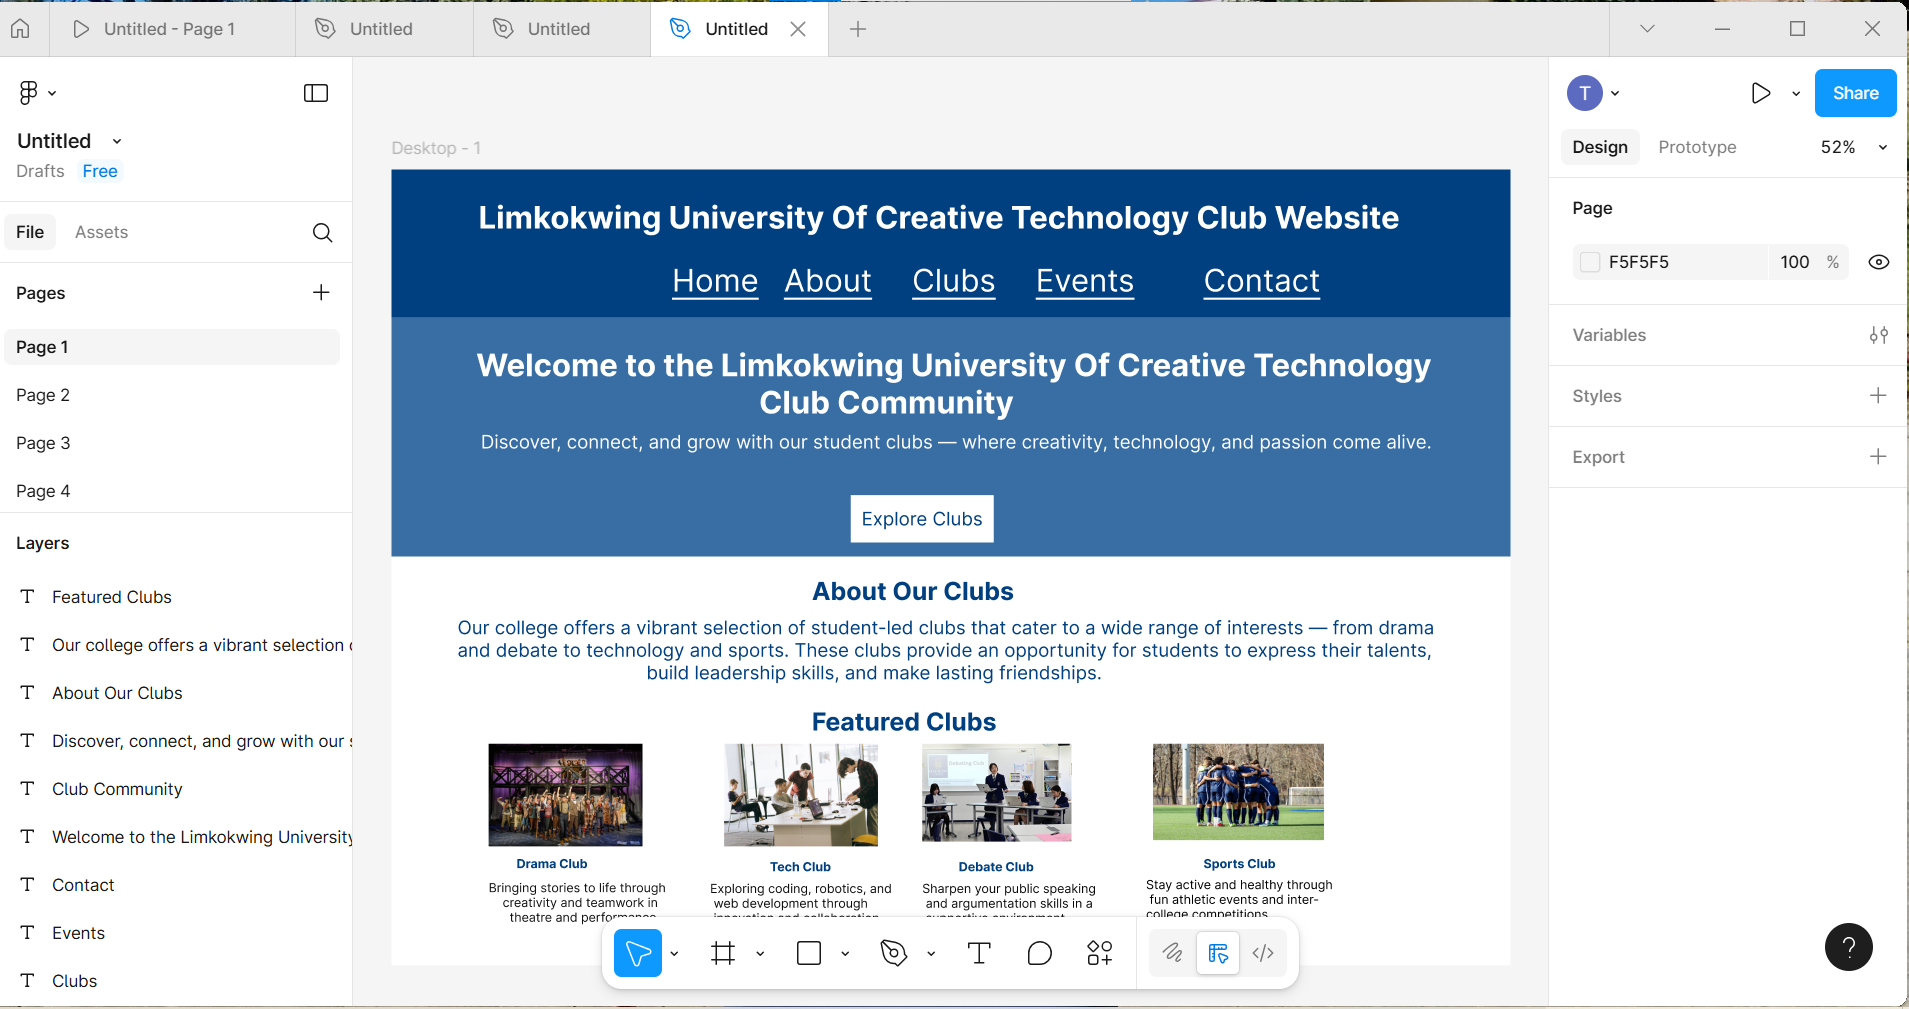 Untitled - Page 1
Untitled
Untitled
Untitled
Untitled
Drafts Free
File Assets
Pages
Page 1
Page 2
Page 3
Page 4
Layers
Featured Clubs
Our college offers a vibrant selection
About Our Clubs
Discover, connect, and grow with our
Club Community
Welcome to the Limkokwing University
Contact
Events
Clubs
Desktop - 1
Limkokwing University Of Creative Technology Club Website
Home About Clubs Events Contact
Welcome to the Limkokwing University Of Creative Technology
Club Community
Discover, connect, and grow with our student clubs — where creativity, technology, and passion come alive.
Explore Clubs
About Our Clubs
Our college offers a vibrant selection of student-led clubs that cater to a wide range of interests — from drama
and debate to technology and sports. These clubs provide an opportunity for students to express their talents,
build leadership skills, and make lasting friendships.
Featured Clubs
Debating Club
Drama Club
Bringing stories to life through
creativity and teamwork in
theatre and performance
Tech Club
Exploring coding, robotics, and
web development through
innovation and collaboration
Debate Club
Sharpen your public speaking
and argumentation skills in a
supportive environment
Sports Club
Stay active and healthy through
fun athletic events and inter-
college competitions
T
Share
Design Prototype 52%
Page
F5F5F5 100 %
Variables
Styles
Export
?